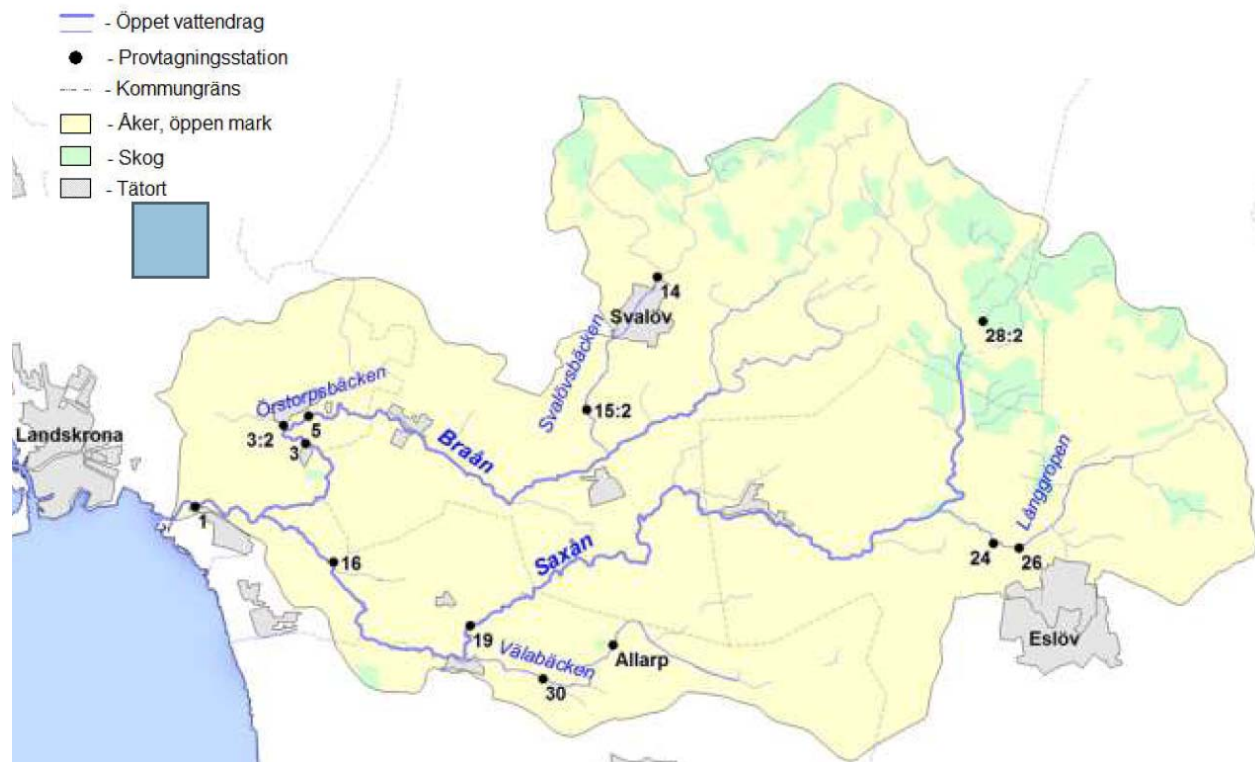 - Öppet vattendrag
- Provtagningsstation
- Kommungräns
- Åker, öppen mark
- Skog
- Tätort
14
Svalöv
28:2
Svalövsbäcken
Örstorpsbäcken
15:2
5
3:2
3
Landskrona
Braån
Långgropen
1
Saxån
24
26
16
19
Välabäcken
Allarp
Eslöv
30